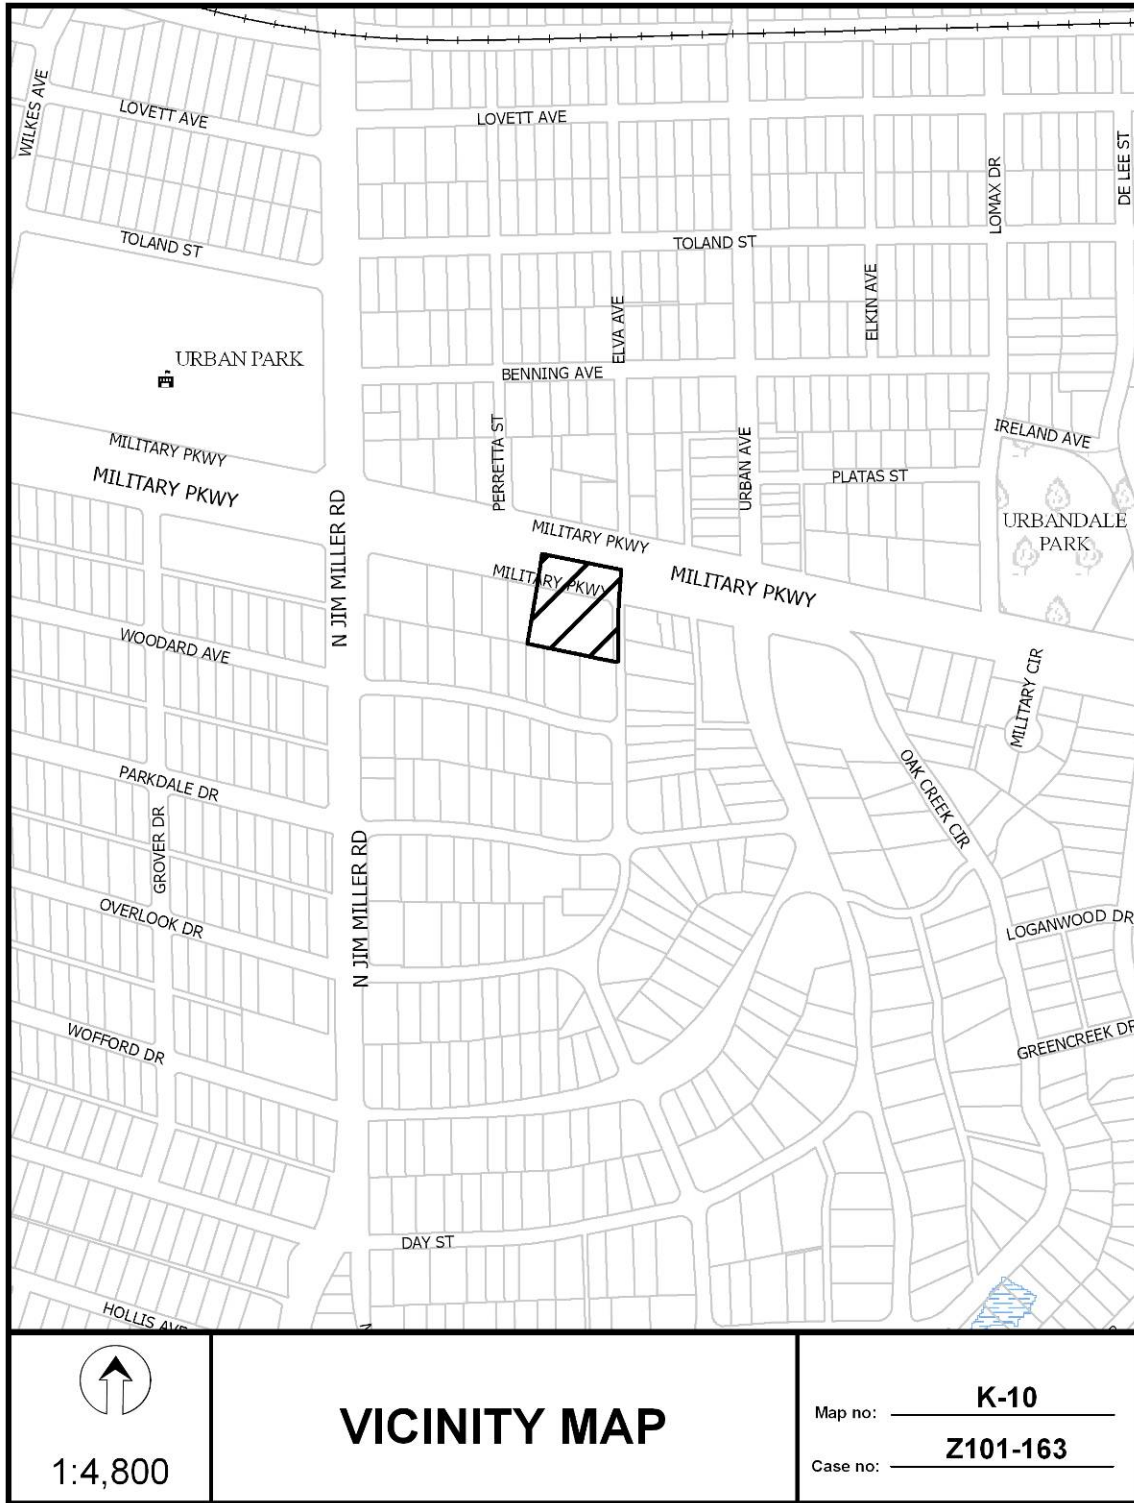 WILKES AVE
LOVETT AVE
LOVETT AVE
LOMAX DR
DE LEE ST
TOLAND ST
TOLAND ST
ELVA AVE
ELKIN AVE
URBAN PARK
BENNING AVE
PERRETTA ST
URBAN AVE
IRELAND AVE
MILITARY PKWY
MILITARY PKWY
PLATAS ST
URBANDALE
PARK
N JIM MILLER RD
MILITARY PKWY
MILITARY PKWY
MILITARY PKWY
WOODARD AVE
MILITARY CIR
OAK CREEK CIR
PARKDALE DR
GROVER DR
N JIM MILLER RD
OVERLOOK DR
LOGANWOOD DR
WOFFORD DR
GREENCREEK DR
DAY ST
HOLLIS AVE
1:4,800
VICINITY MAP
Map no: K-10
Case no: Z101-163